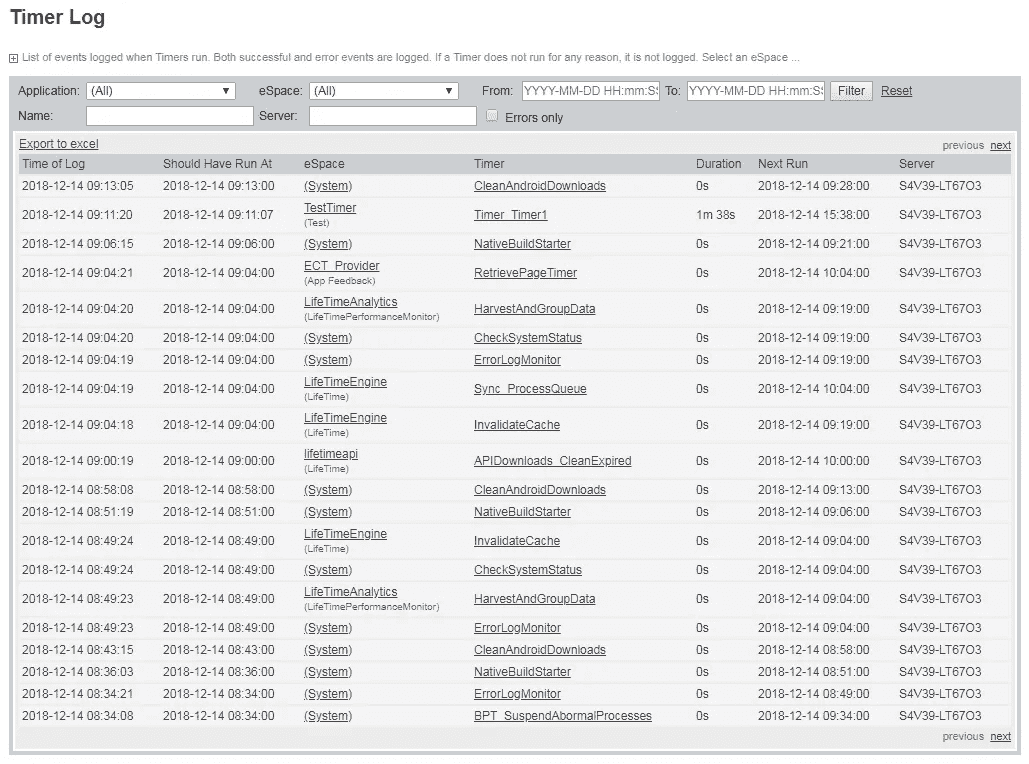 Timer Log
List of events logged when Timers run. Both successful and error events are logged. If a Timer does not run for any reason, it is not logged. Select an eSpace ...
Application: (All) eSpace: (All) From: YYYY-MM-DD HH:mm:SS To: YYYY-MM-DD HH:mm:SS Filter Reset
Name: Server: Errors only
Export to excel previous next
Time of Log Should Have Run At eSpace Timer Duration Next Run Server
2018-12-14 09:13:05 2018-12-14 09:13:00 (System) CleanAndroidDownloads 0s 2018-12-14 09:28:00 S4V39-LT67O3
2018-12-14 09:11:20 2018-12-14 09:11:07 TestTimer Timer_Timer1 1m 38s 2018-12-14 15:38:00 S4V39-LT67O3
(Test)
2018-12-14 09:06:15 2018-12-14 09:06:00 (System) NativeBuildStarter 0s 2018-12-14 09:21:00 S4V39-LT67O3
2018-12-14 09:04:21 2018-12-14 09:04:00 ECT_Provider RetrievePageTimer 0s 2018-12-14 10:04:00 S4V39-LT67O3
(App Feedback)
2018-12-14 09:04:20 2018-12-14 09:04:00 LifeTimeAnalytics HarvestAndGroupData 0s 2018-12-14 09:19:00 S4V39-LT67O3
(LifeTimePerformanceMonitor)
2018-12-14 09:04:20 2018-12-14 09:04:00 (System) CheckSystemStatus 0s 2018-12-14 09:19:00 S4V39-LT67O3
2018-12-14 09:04:19 2018-12-14 09:04:00 (System) ErrorLogMonitor 0s 2018-12-14 09:19:00 S4V39-LT67O3
2018-12-14 09:04:19 2018-12-14 09:04:00 LifeTimeEngine Sync_ProcessQueue 0s 2018-12-14 10:04:00 S4V39-LT67O3
(LifeTime)
2018-12-14 09:04:18 2018-12-14 09:04:00 LifeTimeEngine InvalidateCache 0s 2018-12-14 09:19:00 S4V39-LT67O3
(LifeTime)
2018-12-14 09:00:19 2018-12-14 09:00:00 lifetimeapi APIDownloads_CleanExpired 0s 2018-12-14 10:00:00 S4V39-LT67O3
(LifeTime)
2018-12-14 08:58:08 2018-12-14 08:58:00 (System) CleanAndroidDownloads 0s 2018-12-14 09:13:00 S4V39-LT67O3
2018-12-14 08:51:19 2018-12-14 08:51:00 (System) NativeBuildStarter 0s 2018-12-14 09:06:00 S4V39-LT67O3
2018-12-14 08:49:24 2018-12-14 08:49:00 LifeTimeEngine InvalidateCache 0s 2018-12-14 09:04:00 S4V39-LT67O3
(LifeTime)
2018-12-14 08:49:24 2018-12-14 08:49:00 (System) CheckSystemStatus 0s 2018-12-14 09:04:00 S4V39-LT67O3
2018-12-14 08:49:23 2018-12-14 08:49:00 LifeTimeAnalytics HarvestAndGroupData 0s 2018-12-14 09:04:00 S4V39-LT67O3
(LifeTimePerformanceMonitor)
2018-12-14 08:49:23 2018-12-14 08:49:00 (System) ErrorLogMonitor 0s 2018-12-14 09:04:00 S4V39-LT67O3
2018-12-14 08:43:15 2018-12-14 08:43:00 (System) CleanAndroidDownloads 0s 2018-12-14 08:58:00 S4V39-LT67O3
2018-12-14 08:36:03 2018-12-14 08:36:00 (System) NativeBuildStarter 0s 2018-12-14 08:51:00 S4V39-LT67O3
2018-12-14 08:34:21 2018-12-14 08:34:00 (System) ErrorLogMonitor 0s 2018-12-14 08:49:00 S4V39-LT67O3
2018-12-14 08:34:08 2018-12-14 08:34:00 (System) BPT_SuspendAbormalProcesses 0s 2018-12-14 09:34:00 S4V39-LT67O3
previous next